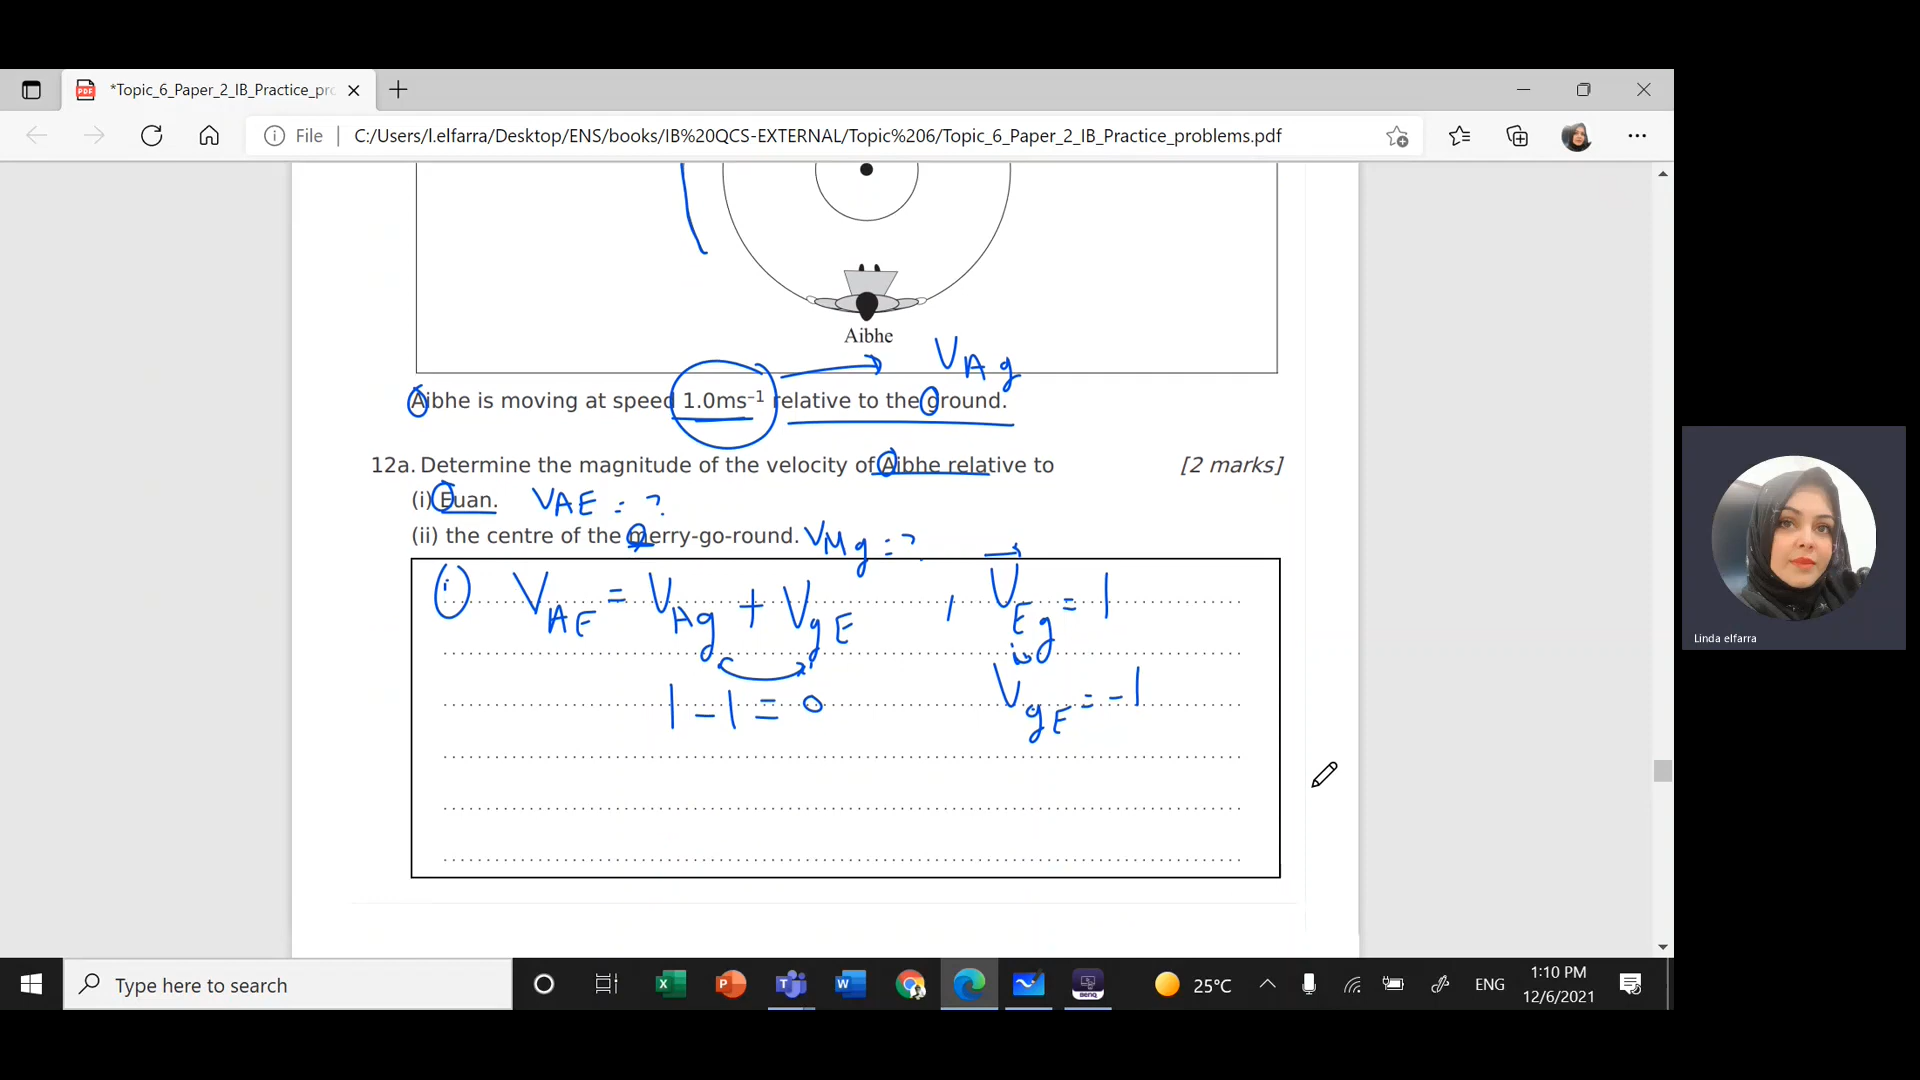 *Topic_6_Paper_2_IB_Practice_pro
File
C:/Users/l.elfarra/Desktop/ENS/books/IB%20QCS-EXTERNAL/Topic%206/Topic_6_Paper_2_IB_Practice_problems.pdf
Aibhe
VAg
Aibhe is moving at speed 1.0ms⁻¹ relative to the ground.
12a. Determine the magnitude of the velocity of Aibhe relative to [2 marks]
(i) Euan. VAE = ?
(ii) the centre of the merry-go-round. VMg = ?
i VAE = VAg + VgE , VEg = 1
1 - 1 = 0 VgE = -1
Linda elfarra
Type here to search
BenQ
25°C
ENG
1:10 PM
12/6/2021